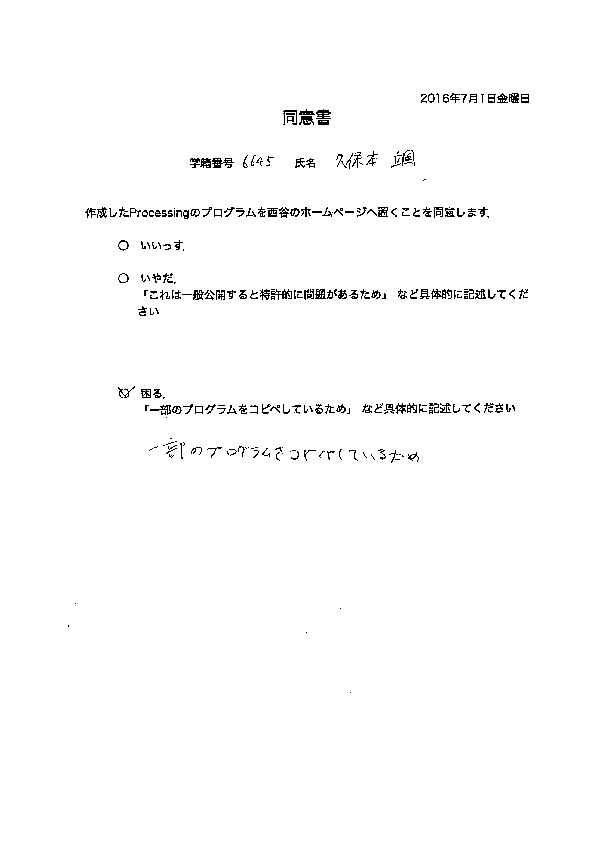 2016年7月1日金曜日
同意書
学籍番号 6645 氏名 久保本
作成したProcessingのプログラムを西谷のホームページへ置くことを同意します.
いいっす.
いやだ.
「これは一般公開すると特許的に問題があるため」 など具体的に記述してくだ
さい
困る.
「一部のプログラムをコピペしているため」 など具体的に記述してください
一部のプログラムをコピペしているため